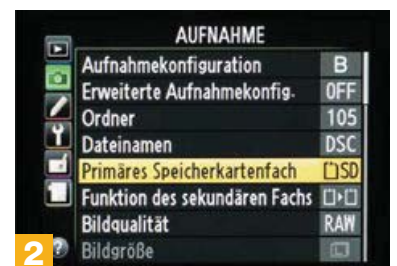 AUFNAHME
Aufnahmekonfiguration B
Erweiterte Aufnahmekonfig. OFF
Ordner 105
Dateinamen DSC
Primäres Speicherkartenfach SD
Funktion des sekundären Fachs
Bildqualität RAW
Bildgröße L
2 ?